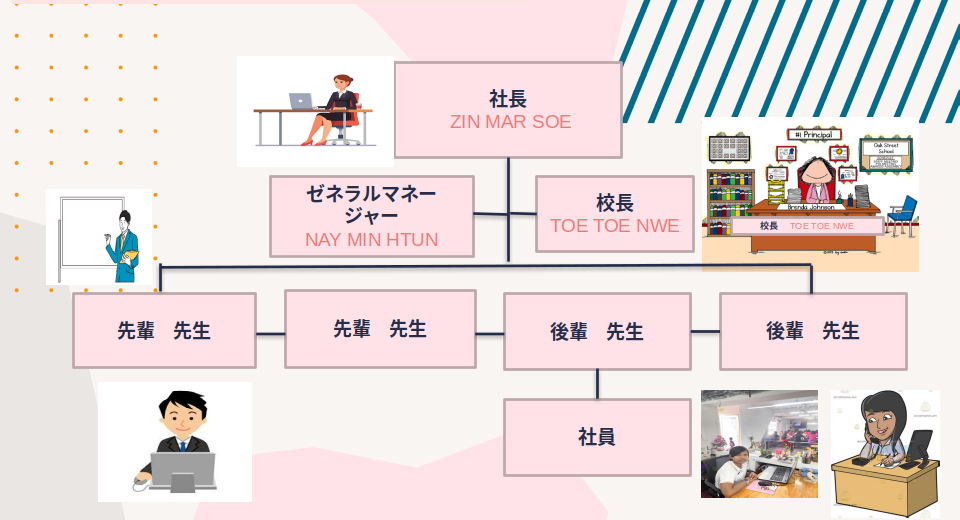 社長
ZIN MAR SOE
#1 Principal
Oak Street
School
ゼネラルマネー
ジャー
NAY MIN HTUN
校長
TOE TOE NWE
Brenda Johnson
校長 TOE TOE NWE
先輩 先生
先輩 先生
後輩 先生
後輩 先生
社員